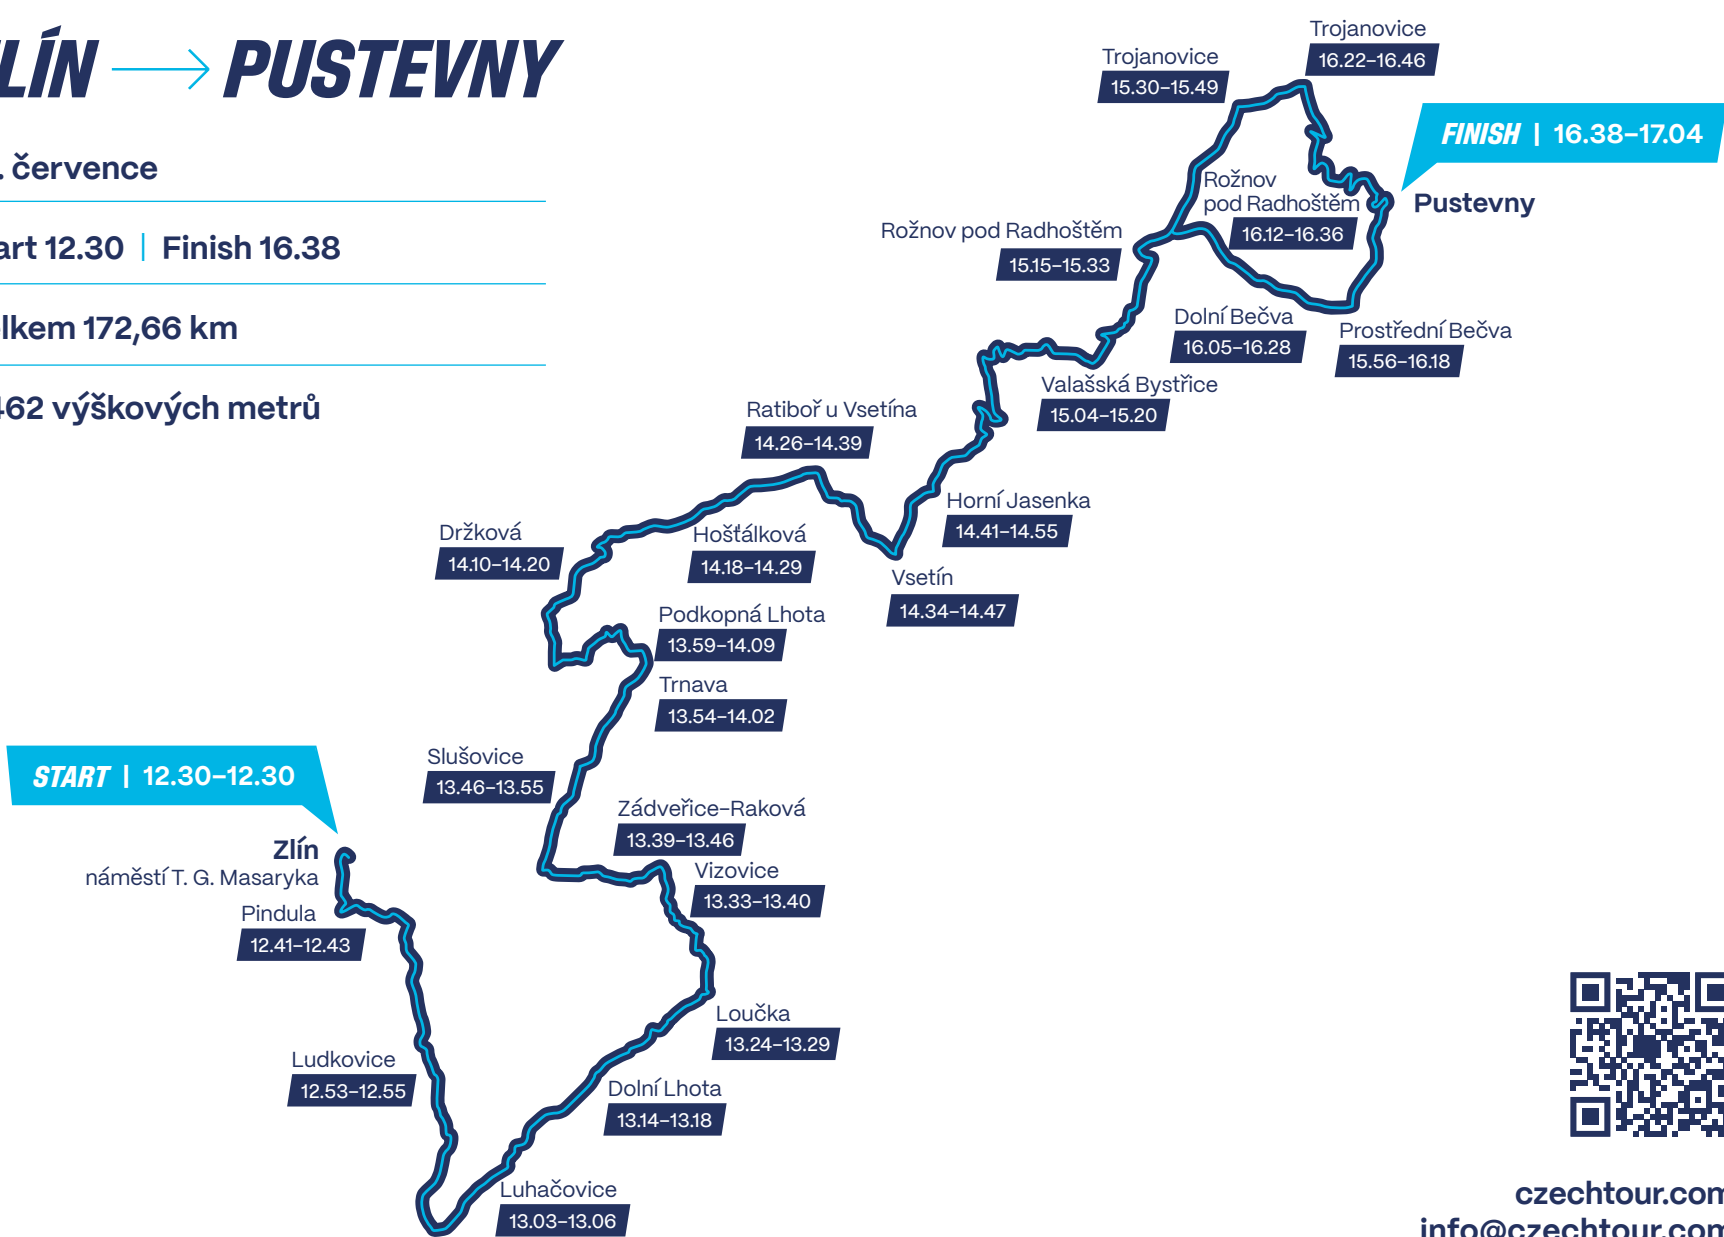 LÍN → PUSTEVNY
. července
art 12.30 | Finish 16.38
elkem 172,66 km
462 výškových metrů
Trojanovice
16.22–16.46
Trojanovice
15.30–15.49
FINISH | 16.38–17.04
Pustevny
Rožnov
pod Radhoštěm
16.12–16.36
Rožnov pod Radhoštěm
15.15–15.33
Dolní Bečva
16.05–16.28
Prostřední Bečva
15.56–16.18
Valašská Bystřice
15.04–15.20
Ratiboř u Vsetína
14.26–14.39
Horní Jasenka
14.41–14.55
Držková
14.10–14.20
Hošťálková
14.18–14.29
Vsetín
14.34–14.47
Podkopná Lhota
13.59–14.09
Trnava
13.54–14.02
Slušovice
13.46–13.55
START | 12.30–12.30
Zádveřice–Raková
13.39–13.46
Zlín
náměstí T. G. Masaryka
Vizovice
13.33–13.40
Pindula
12.41–12.43
Loučka
13.24–13.29
Ludkovice
12.53–12.55
Dolní Lhota
13.14–13.18
Luhačovice
13.03–13.06
czechtour.com
info@czechtour.com